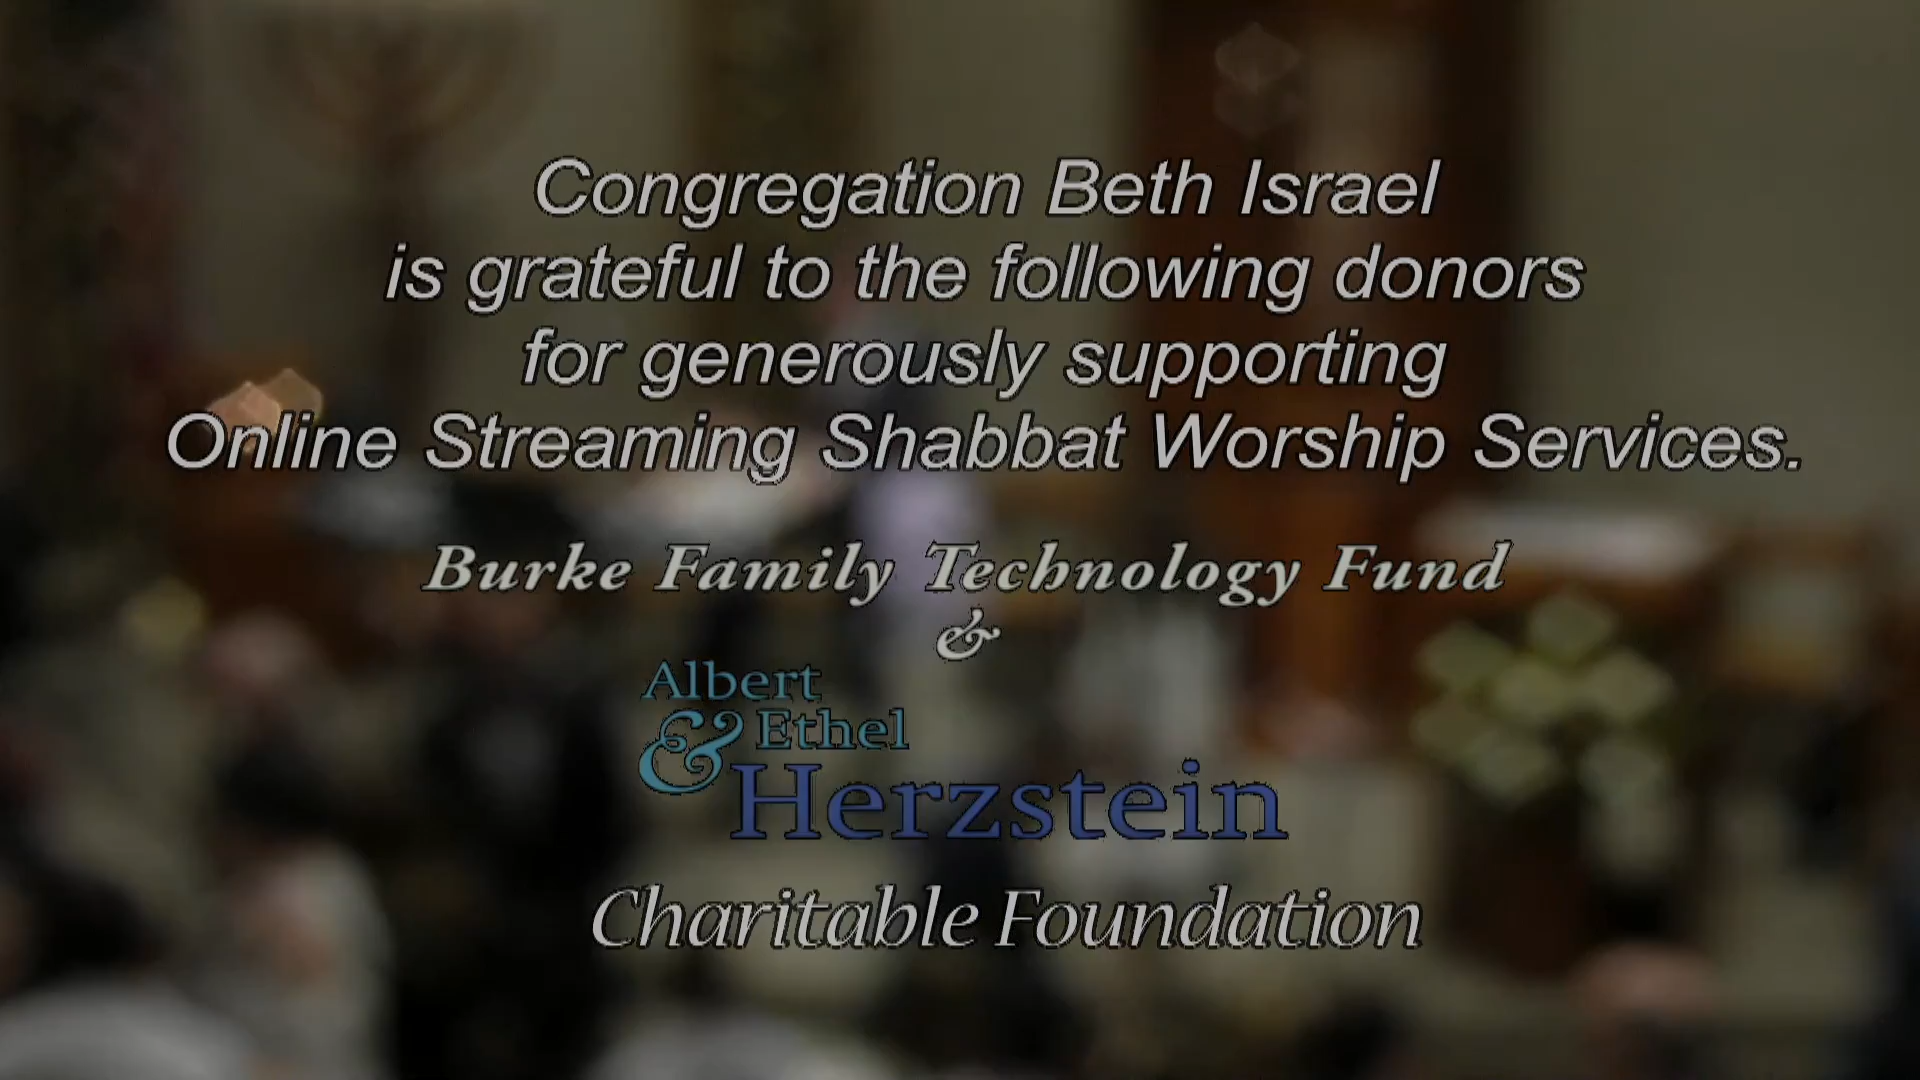 Congregation Beth Israel
is grateful to the following donors
for generously supporting
Online Streaming Shabbat Worship Services.
Burke Family Technology Fund
&
Albert
& Ethel
Herzstein
Charitable Foundation